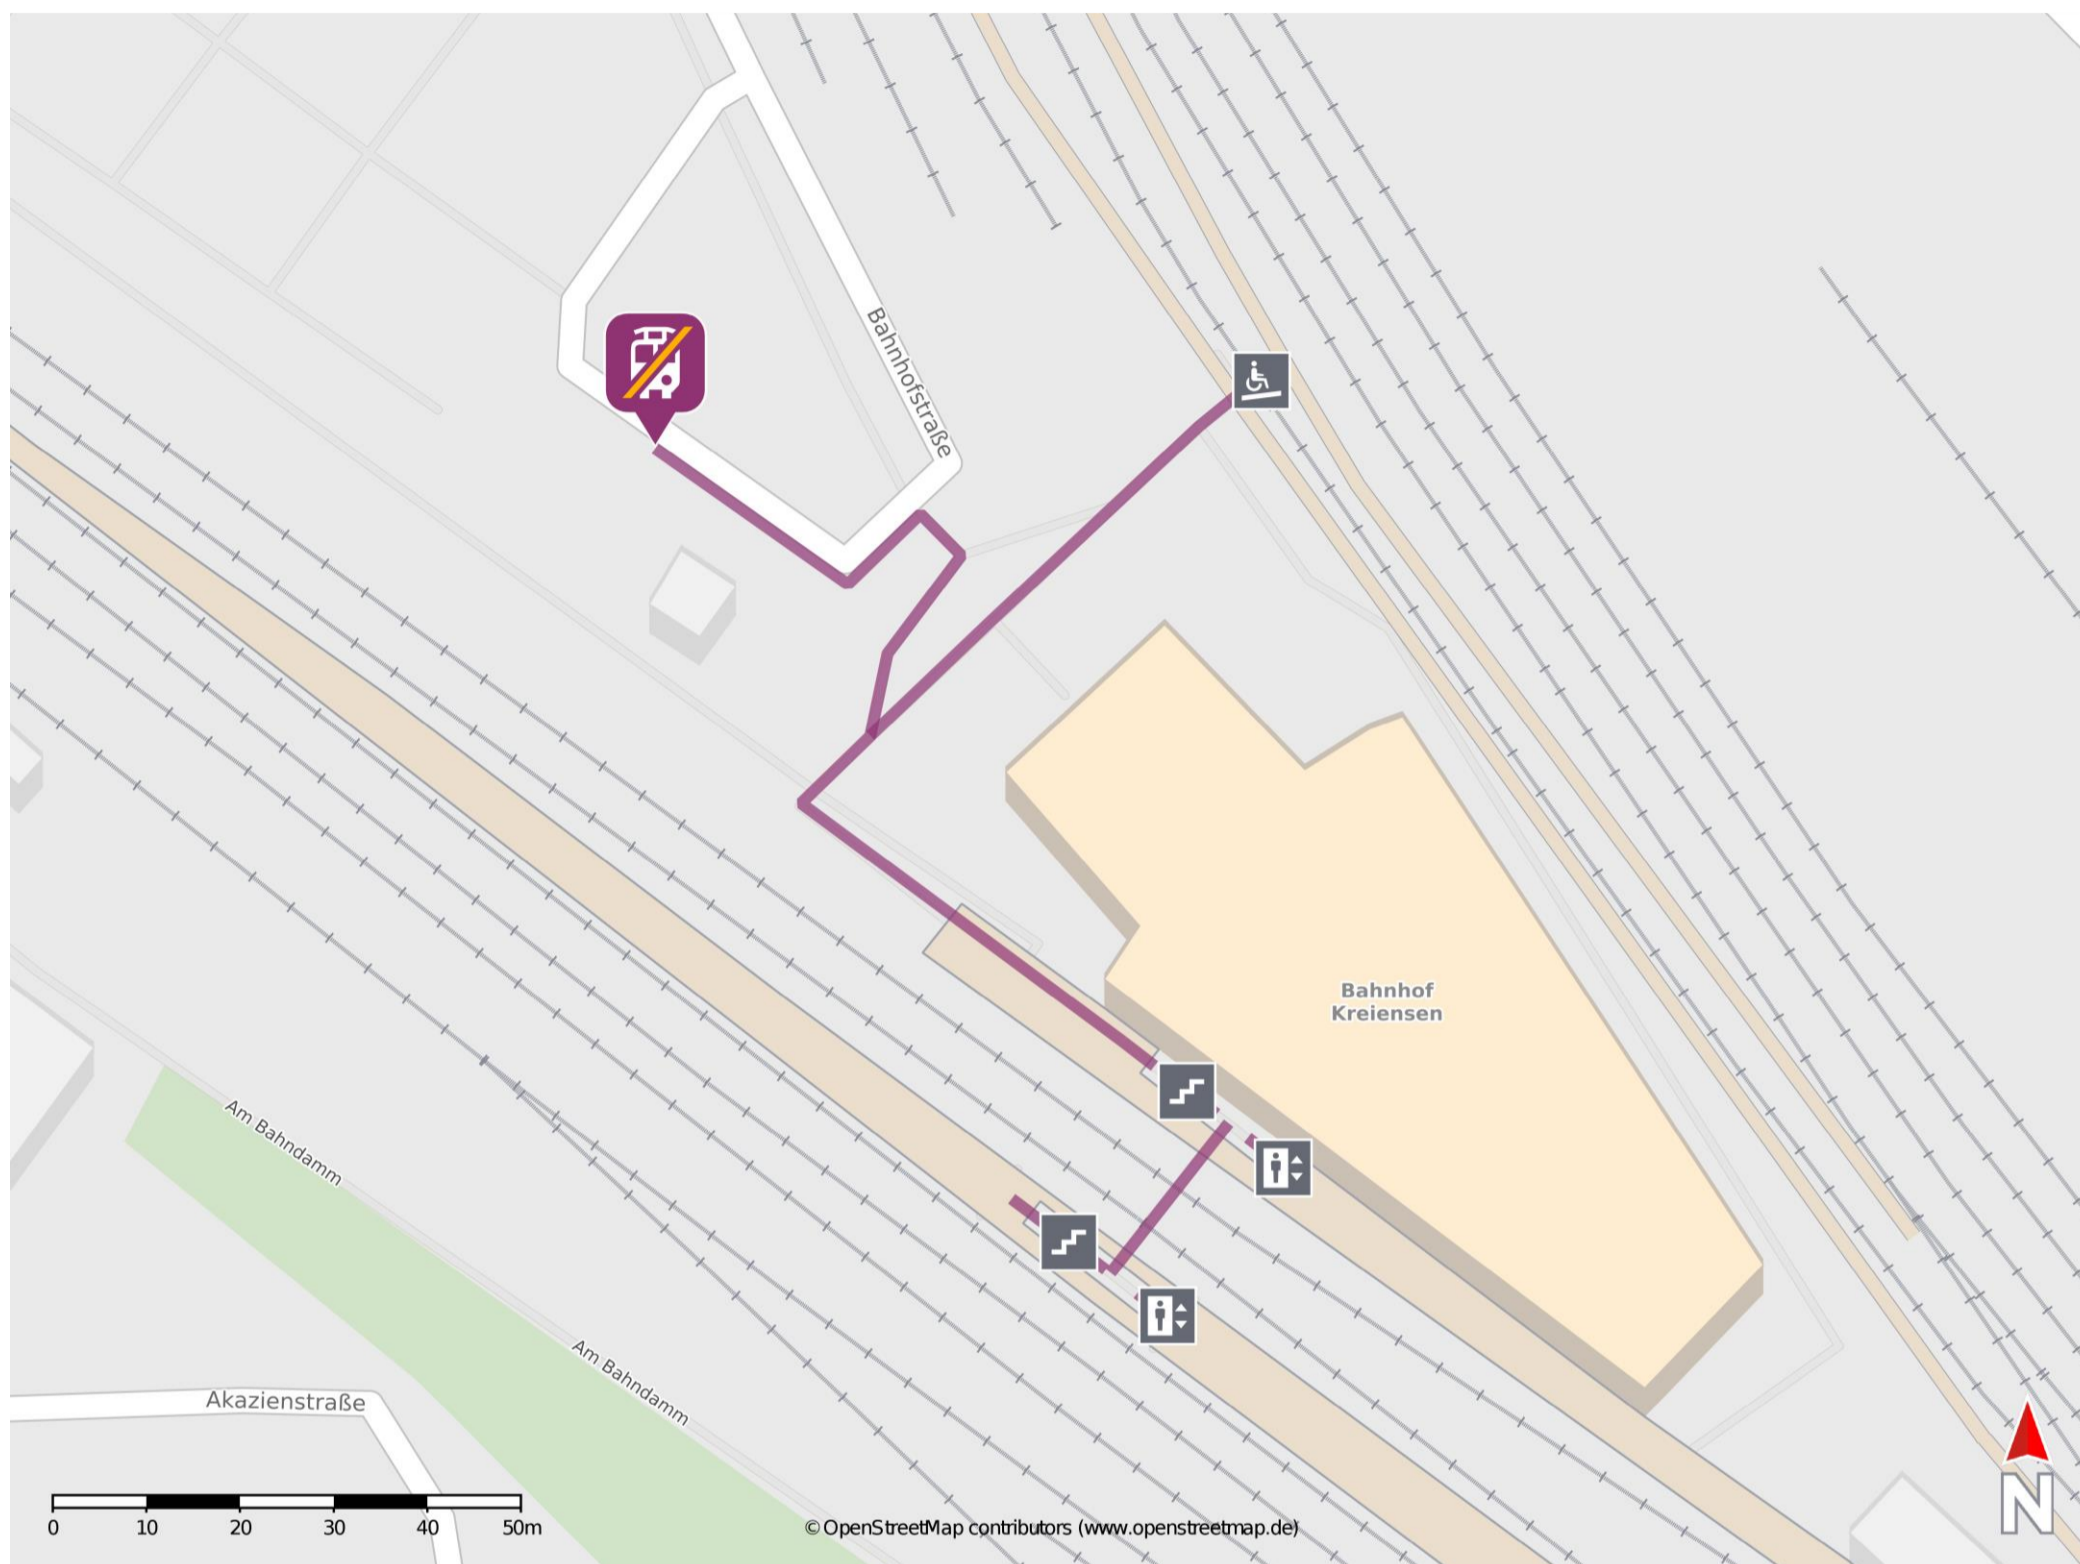 Bahnhofstraße
Bahnhof
Kreiensen
Am Bahndamm
Am Bahndamm
Akazienstraße
0 10 20 30 40 50m
© OpenStreetMap contributors (www.openstreetmap.de)
N